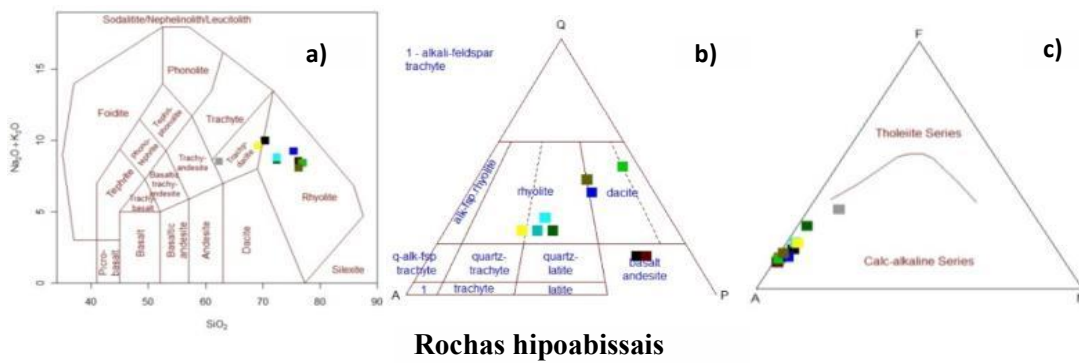 a)
Sodalitite/Nephelinolith/Leucitolith
Phonolite
Foidite
Tephri-
phonolite
Trachyte
Phono-
tephrite
Tephrite
Trachy-
andesite
Trachy-
dacite
Basaltic
trachy-
andesite
Trachy-
basalt
Rhyolite
Picro-
basalt
Basalt
Basaltic
andesite
Andesite
Dacite
Silexite
Na2O + K2O
0 5 10 15
40 50 60 70 80 90
SiO2
b)
Q
1 - alkali-feldspar
trachyte
alk-fsp rhyolite
rhyolite
dacite
q-alk-fsp
trachyte
quartz-
trachyte
quartz-
latite
basalt
andesite
A
1
trachyte
latite
P
c)
F
Tholeiite Series
Calc-alkaline Series
A
Rochas hipoabissais